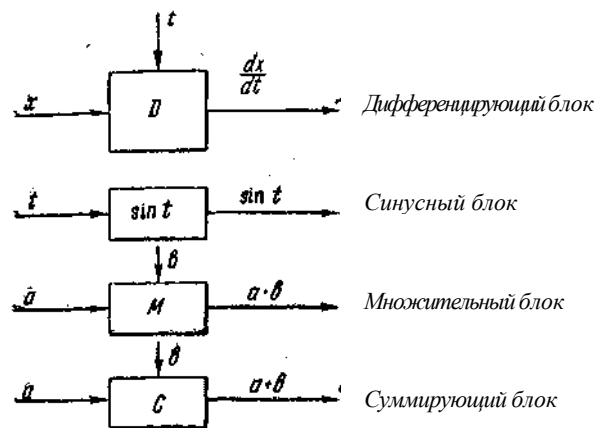 t
x
D
dx
dt
Дифференцирующий блок
t
sin t
sin t
Синусный блок
в
a
M
a·в
Множительный блок
в
a
C
a+в
Суммирующий блок